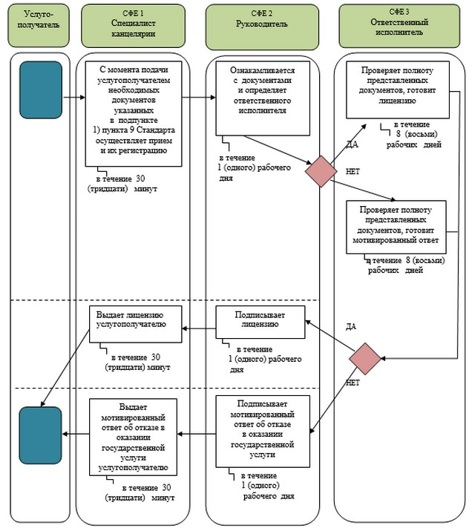 Услуго-
получатель
СФЕ 1
Специалист
канцелярии
СФЕ 2
Руководитель
СФЕ 3
Ответственный
исполнитель
С момента подачи
услугополучателем
необходимых
документов
указанных
в подпункте
1) пункта 9 Стандарта
осуществляет прием
и их регистрацию
в течение 30
(тридцати) минут
Ознакамливается
с документами
и определяет
ответственного
исполнителя
в течение
1 (одного) рабочего
дня
Проверяет полноту
представленных
документов, готовит
лицензию
в течение
8 (восьми)
рабочих дней
ДА
НЕТ
Проверяет полноту
представленных
документов, готовит
мотивированный ответ
в течение 8 (восьми)
рабочих дней
Выдает лицензию
услугополучателю
в течение 30
(тридцати) минут
Подписывает
лицензию
в течение
1 (одного) рабочего
дня
ДА
НЕТ
Выдает
мотивированный
ответ об отказе в
оказании
государственной
услуги
услугополучателю
в течение 30
(тридцати) минут
Подписывает
мотивированный
ответ об отказе
в оказании
государственной
услуги
в течение
1 (одного)
рабочего дня